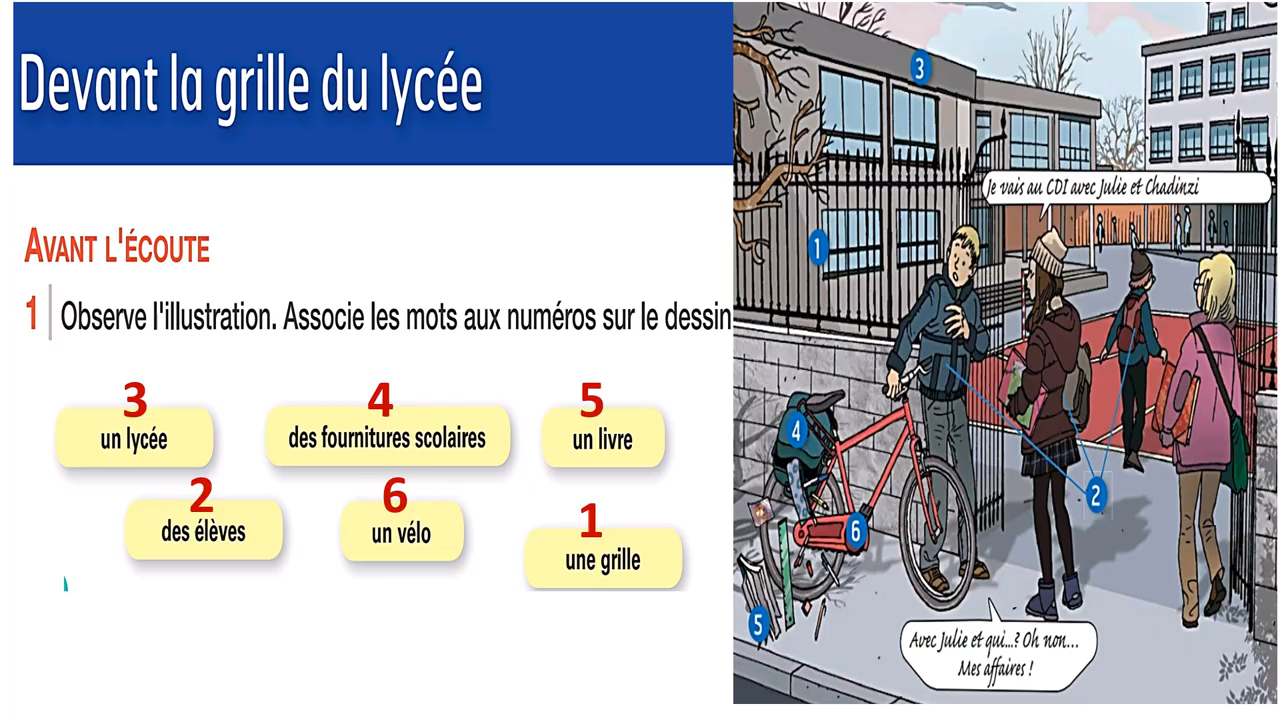 Devant la grille du lycée
AVANT L'ÉCOUTE
1 Observe l'illustration. Associe les mots aux numéros sur le dessin
3
4
5
un lycée
des fournitures scolaires
un livre
2
6
1
des élèves
un vélo
une grille
3
Je vais au CDI avec Julie et Chadinzi
1
4
2
6
5
Avec Julie et qui...? Oh non...
Mes affaires !